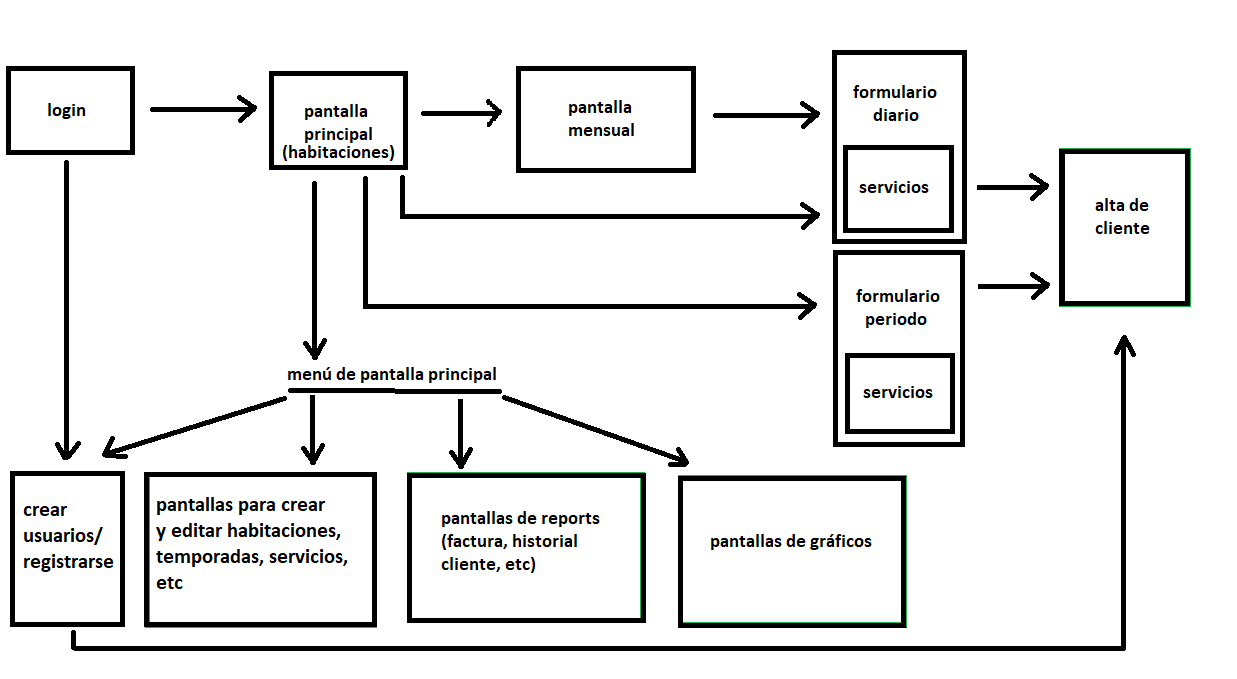 login
pantalla
principal
(habitaciones)
pantalla
mensual
formulario
diario
servicios
alta de
cliente
formulario
periodo
servicios
menú de pantalla principal
crear
usuarios/
registrarse
pantallas para crear
y editar habitaciones,
temporadas, servicios,
etc
pantallas de reports
(factura, historial
cliente, etc)
pantallas de gráficos